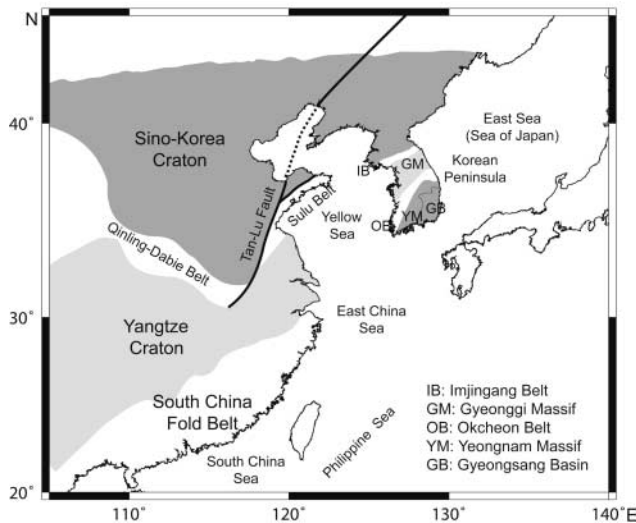 N
40°
30°
20°
110°
120°
130°
140°E
Sino-Korea
Craton
East Sea
(Sea of Japan)
IB
GM
Korean
Peninsula
Tan-Lu Fault
Sulu Belt
Yellow
Sea
OB
YM
GB
Qinling-Dabie Belt
Yangtze
Craton
East China
Sea
South China
Fold Belt
South China
Sea
Philippine Sea
IB: Imjingang Belt
GM: Gyeonggi Massif
OB: Okcheon Belt
YM: Yeongnam Massif
GB: Gyeongsang Basin